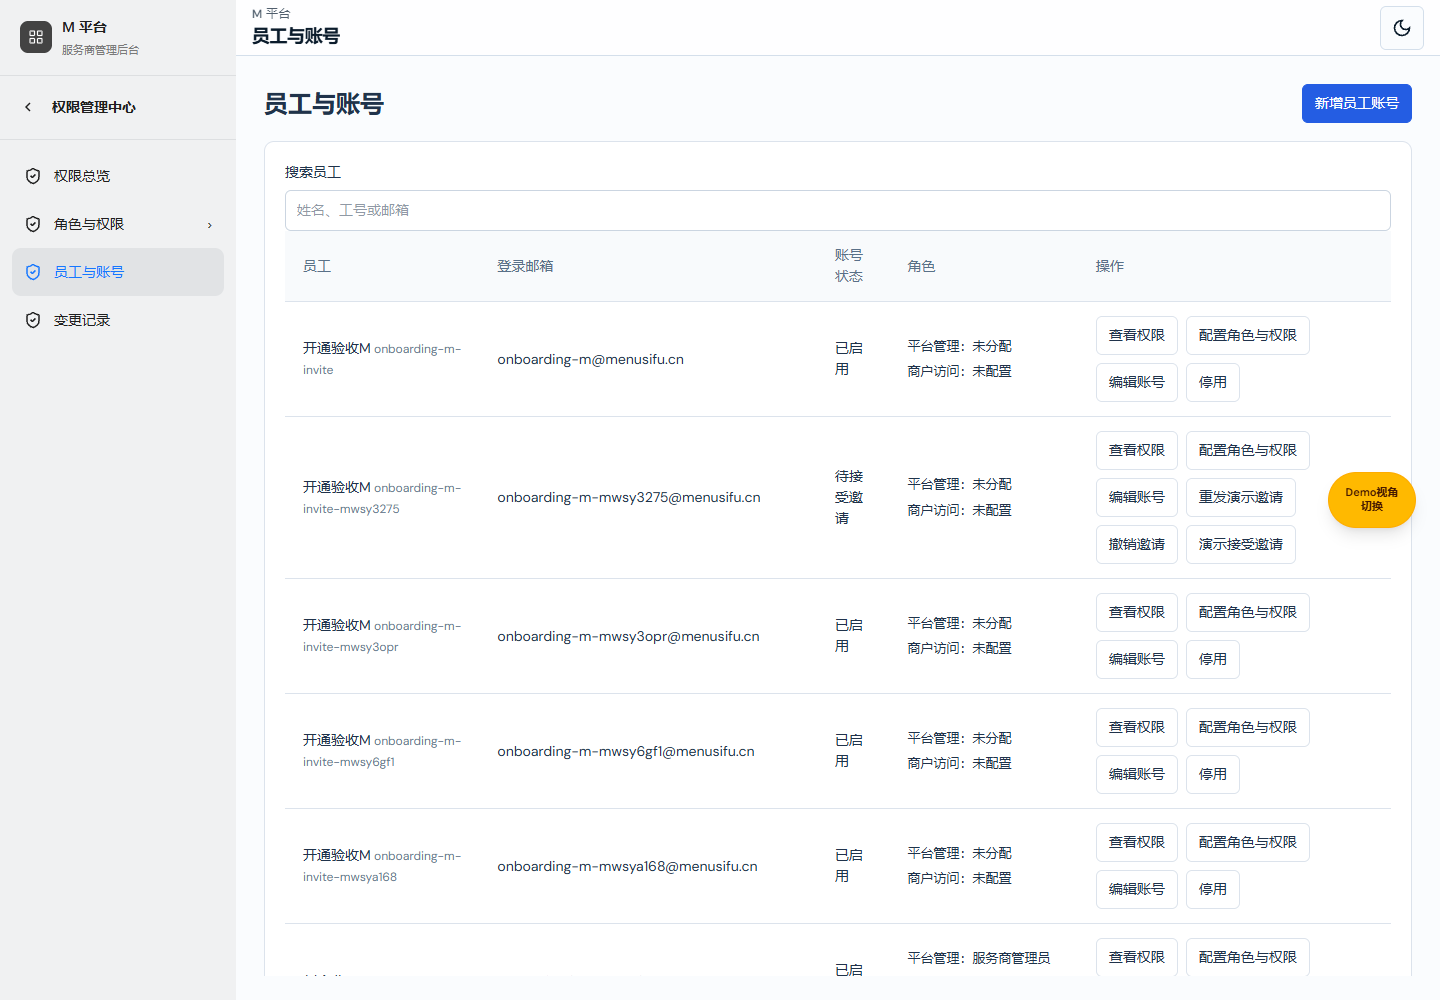 M 平台
服务商管理后台
权限管理中心
权限总览
角色与权限
员工与账号
变更记录
M 平台
员工与账号
员工与账号
新增员工账号
搜索员工
姓名、工号或邮箱
员工 登录邮箱 账号状态 角色 操作
开通验收M onboarding-m-invite
onboarding-m@menusifu.cn
已启用
平台管理：未分配
商户访问：未配置
查看权限 配置角色与权限
编辑账号 停用
开通验收M onboarding-m-invite-mwsy3275
onboarding-m-mwsy3275@menusifu.cn
待接受邀请
平台管理：未分配
商户访问：未配置
查看权限 配置角色与权限
编辑账号 重发演示邀请
撤销邀请 演示接受邀请
Demo视角
切换
开通验收M onboarding-m-invite-mwsy3opr
onboarding-m-mwsy3opr@menusifu.cn
已启用
平台管理：未分配
商户访问：未配置
查看权限 配置角色与权限
编辑账号 停用
开通验收M onboarding-m-invite-mwsy6gf1
onboarding-m-mwsy6gf1@menusifu.cn
已启用
平台管理：未分配
商户访问：未配置
查看权限 配置角色与权限
编辑账号 停用
开通验收M onboarding-m-invite-mwsya168
onboarding-m-mwsya168@menusifu.cn
已启用
平台管理：未分配
商户访问：未配置
查看权限 配置角色与权限
编辑账号 停用
已启
平台管理：服务商管理员
查看权限 配置角色与权限